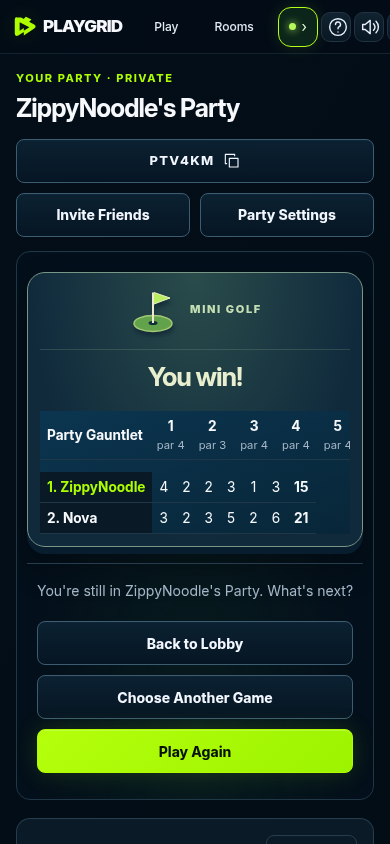 PLAYGRID Play Rooms
YOUR PARTY · PRIVATE
ZippyNoodle's Party
PTV4KM
Invite Friends Party Settings
MINI GOLF
You win!
Party Gauntlet 1 2 3 4 5
par 4 par 3 par 4 par 4 par 4
1. ZippyNoodle 4 2 2 3 1 3 15
2. Nova 3 2 3 5 2 6 21
You're still in ZippyNoodle's Party. What's next?
Back to Lobby
Choose Another Game
Play Again